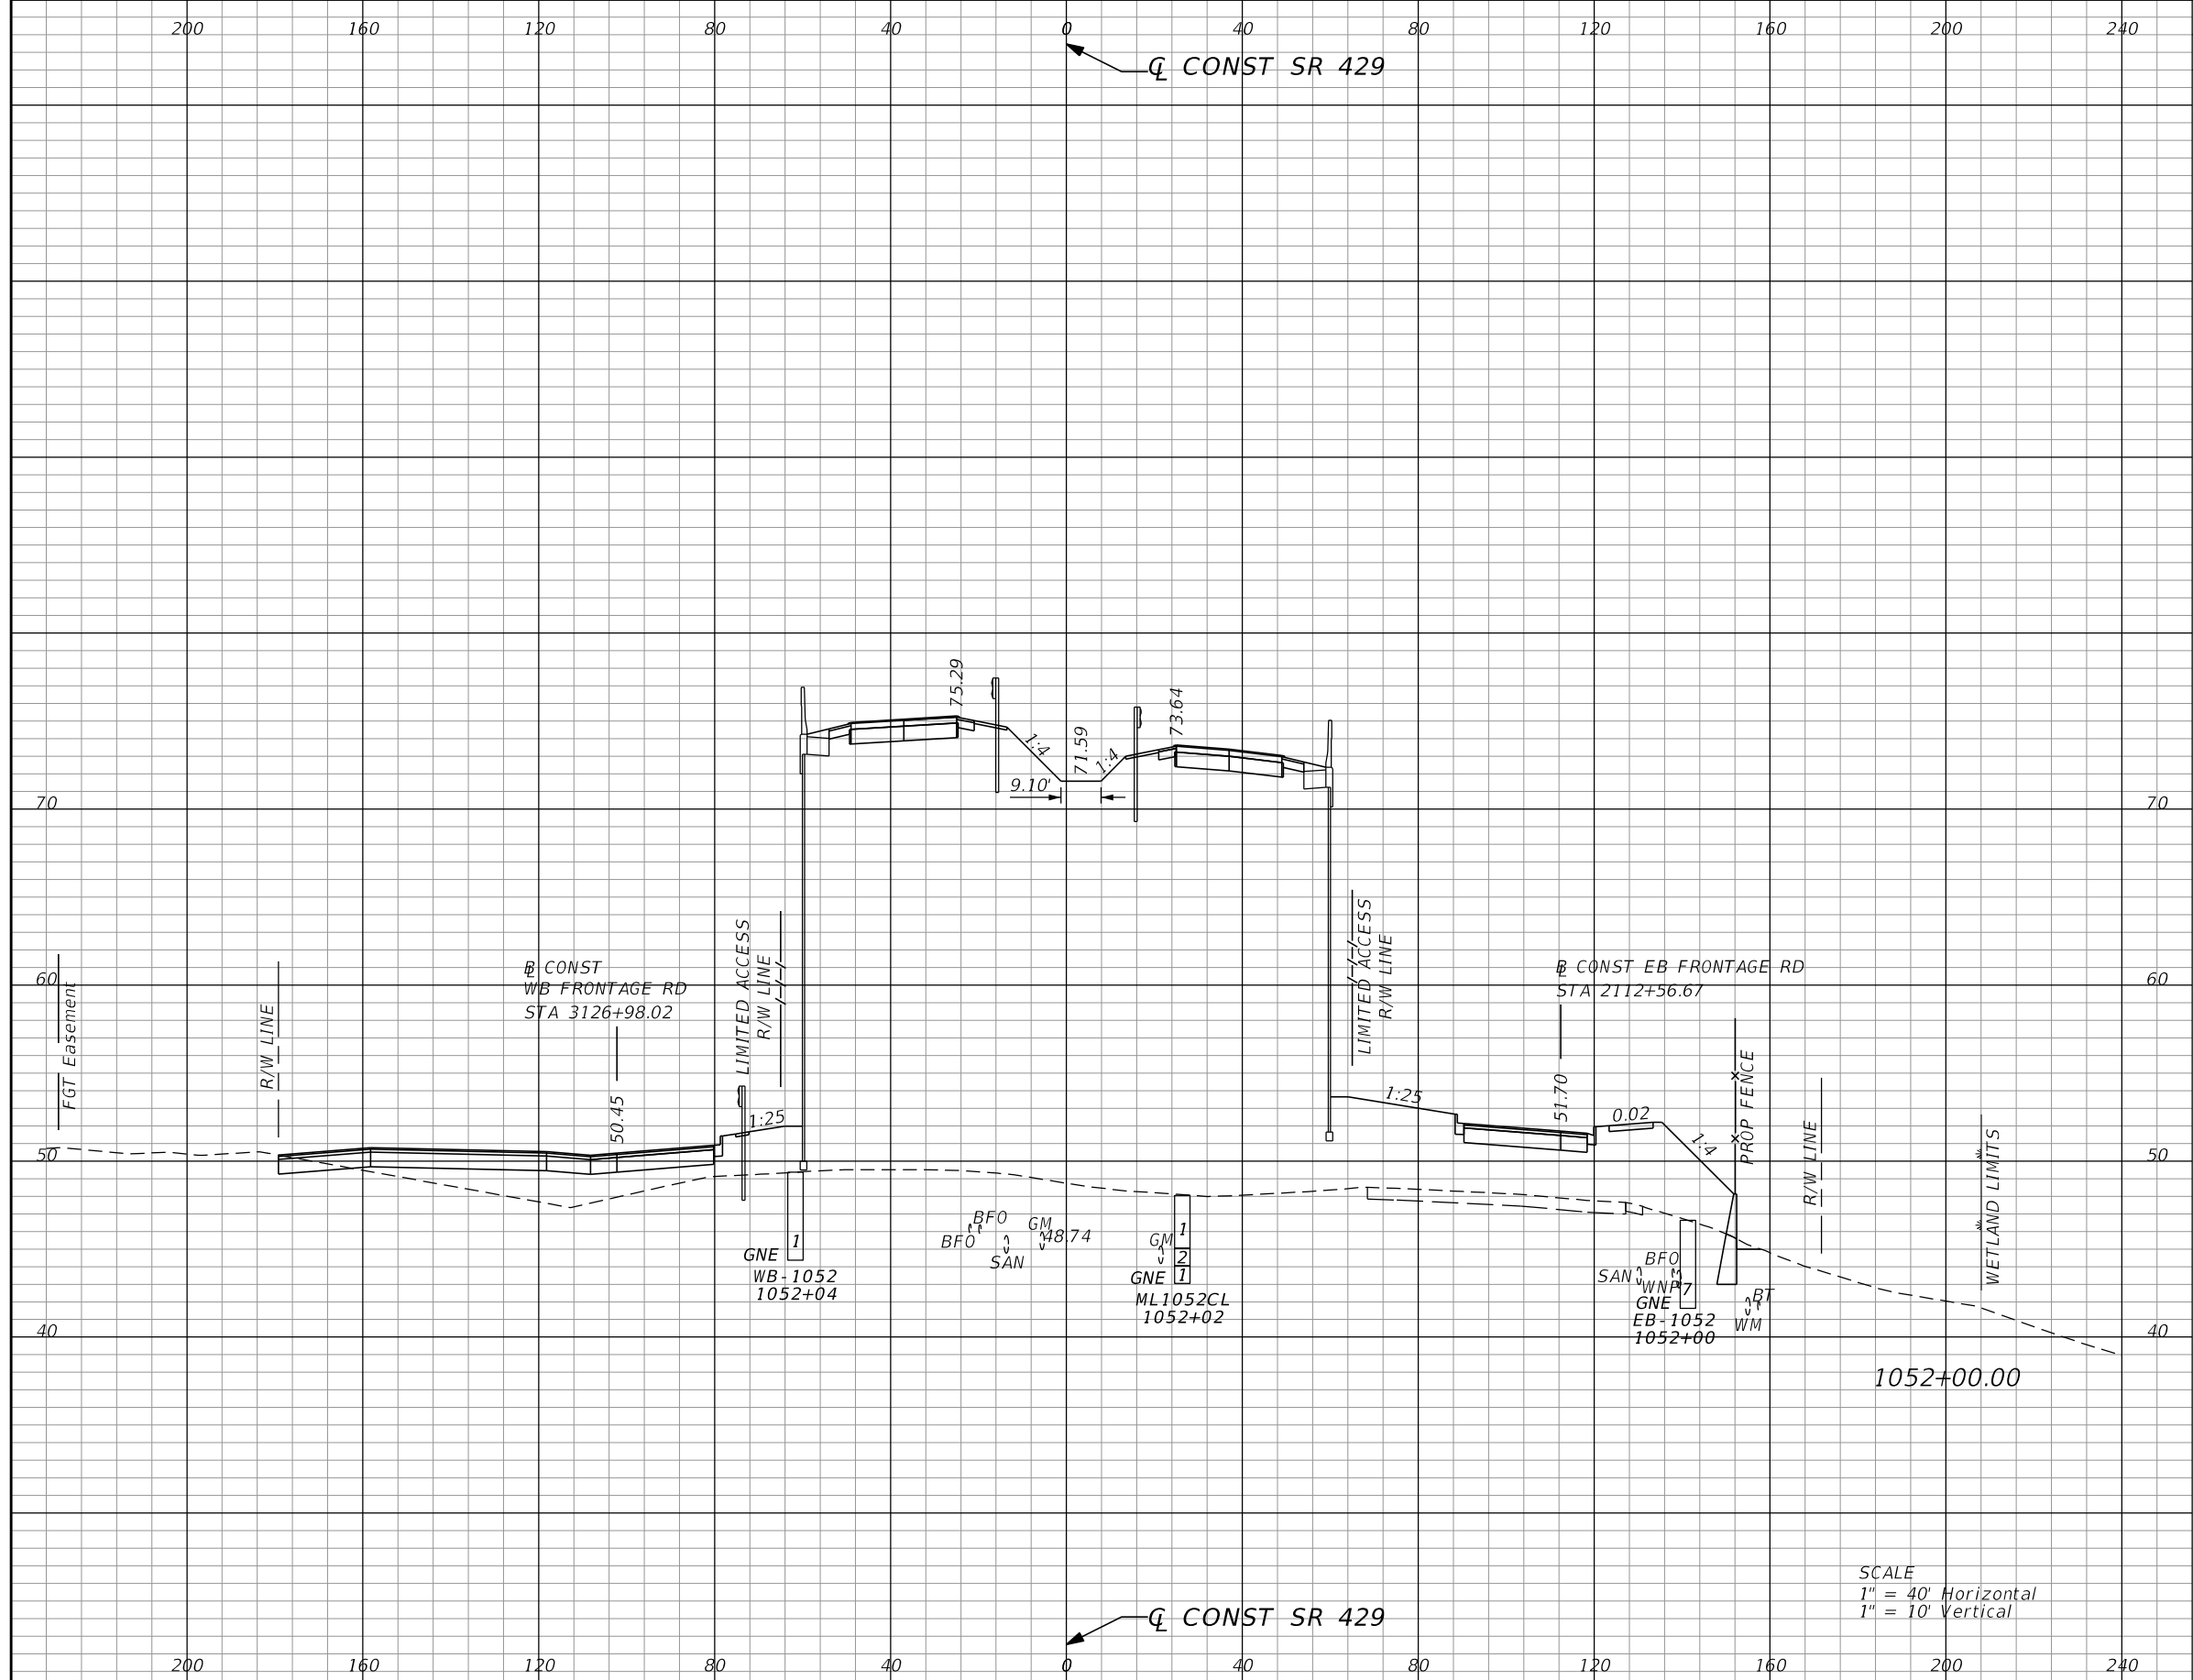 200 160 120 80 40 0 40 80 120 160 200 240
℄ CONST SR 429
75.29
73.64
71.59
1:4
1:4
9.10'
70
70
LIMITED ACCESS
R/W LINE
LIMITED ACCESS
R/W LINE
60
60
FGT Easement
R/W LINE
B CONST
WB FRONTAGE RD
STA 3126+98.02
B CONST EB FRONTAGE RD
STA 2112+56.67
50.45
1:25
1:25
51.70
0.02
1:4
PROP FENCE
R/W LINE
WETLAND LIMITS
50
50
BFO
BFO
SAN
GM
48.74
GM
1
GNE
WB-1052
1052+04
1
2
1
GNE
ML1052CL
1052+02
BFO
SAN
WNP
7
GNE
EB-1052
1052+00
BT
WM
40
40
1052+00.00
SCALE
1" = 40' Horizontal
1" = 10' Vertical
℄ CONST SR 429
200 160 120 80 40 0 40 80 120 160 200 240